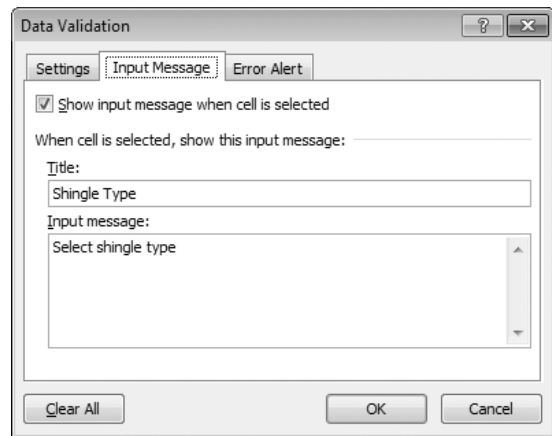 Data Validation
Settings Input Message Error Alert
Show input message when cell is selected
When cell is selected, show this input message:
Title:
Shingle Type
Input message:
Select shingle type
Clear All OK Cancel